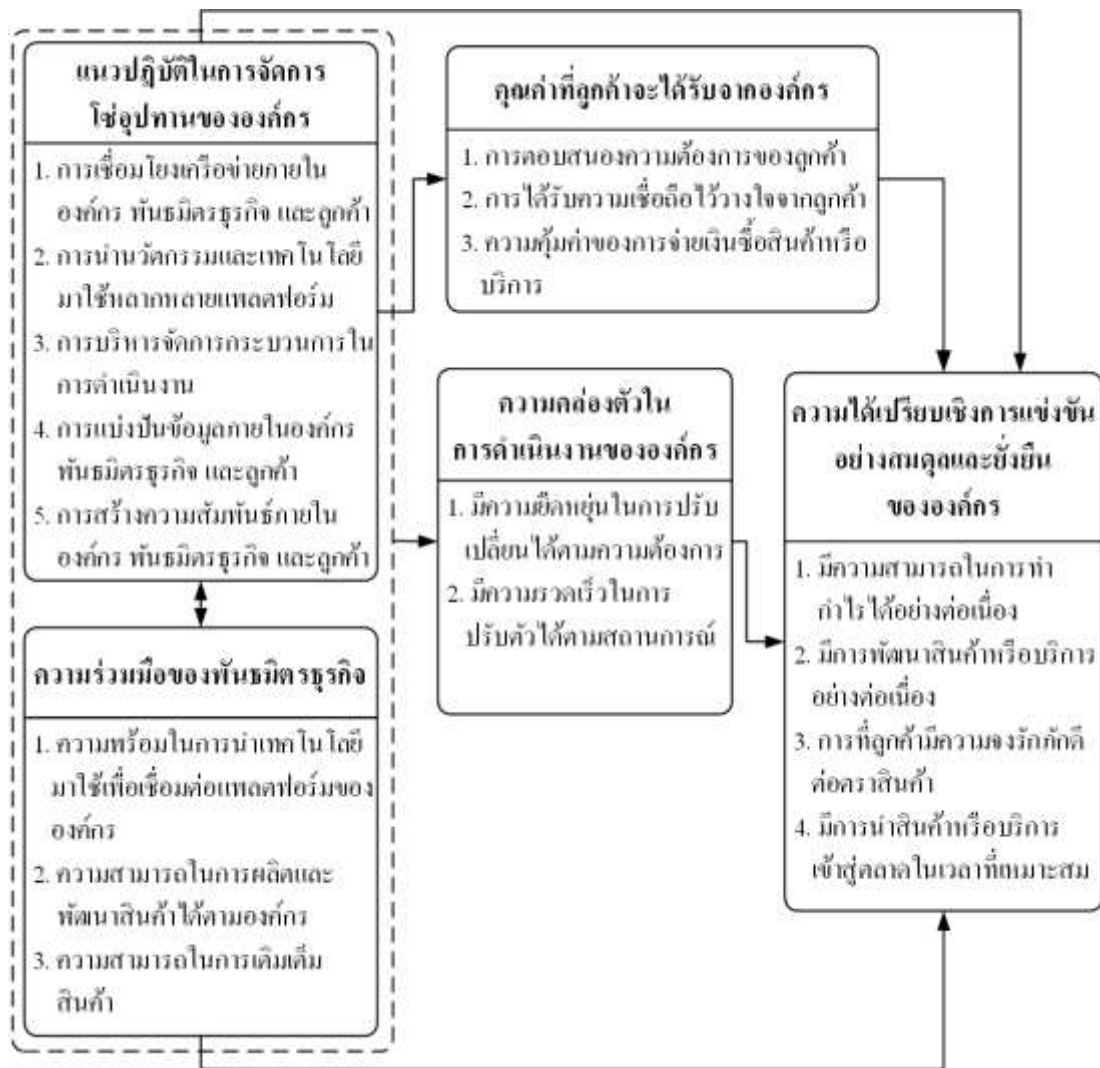 แนวปฏิบัติในการจัดการ
โซ่อุปทานขององค์กร
1. การเชื่อมโยงเครือข่ายภายใน
องค์กร พันธมิตรธุรกิจ และลูกค้า
2. การนำนวัตกรรมและเทคโนโลยี
มาใช้หลากหลายแพลตฟอร์ม
3. การบริหารจัดการกระบวนการใน
การดำเนินงาน
4. การแบ่งปันข้อมูลภายในองค์กร
พันธมิตรธุรกิจ และลูกค้า
5. การสร้างความสัมพันธ์ภายใน
องค์กร พันธมิตรธุรกิจ และลูกค้า
ความร่วมมือของพันธมิตรธุรกิจ
1. ความพร้อมในการนำเทคโนโลยี
มาใช้เพื่อเชื่อมต่อแพลตฟอร์มของ
องค์กร
2. ความสามารถในการผลิตและ
พัฒนาสินค้าได้ตามองค์กร
3. ความสามารถในการเติมเต็ม
สินค้า
คุณค่าที่ลูกค้าจะได้รับจากองค์กร
1. การตอบสนองความต้องการของลูกค้า
2. การได้รับความเชื่อถือไว้วางใจจากลูกค้า
3. ความคุ้มค่าของการจ่ายเงินซื้อสินค้าหรือ
บริการ
ความคล่องตัวใน
การดำเนินงานขององค์กร
1. มีความยืดหยุ่นในการปรับ
เปลี่ยนได้ตามความต้องการ
2. มีความรวดเร็วในการ
ปรับตัวได้ตามสถานการณ์
ความได้เปรียบเชิงการแข่งขัน
อย่างสมดุลและยั่งยืน
ขององค์กร
1. มีความสามารถในการทำ
กำไรได้อย่างต่อเนื่อง
2. มีการพัฒนาสินค้าหรือบริการ
อย่างต่อเนื่อง
3. การที่ลูกค้ามีความจงรักภักดี
ต่อตราสินค้า
4. มีการนำสินค้าหรือบริการ
เข้าสู่ตลาดในเวลาที่เหมาะสม